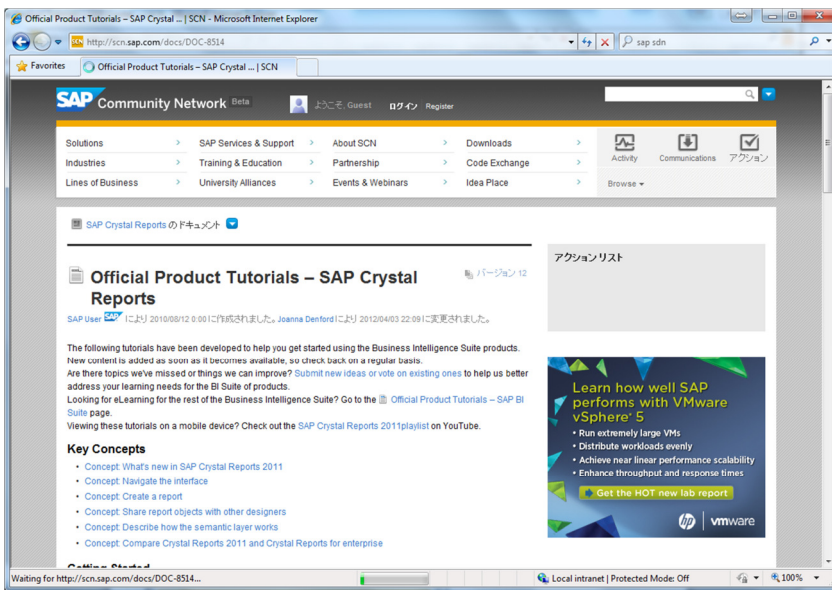 Official Product Tutorials – SAP Crystal ... | SCN - Microsoft Internet Explorer
http://scn.sap.com/docs/DOC-8514
sap sdn
Favorites
Official Product Tutorials – SAP Crystal ... | SCN
SAP Community Network Beta
ようこそ, Guest ログイン Register
Solutions > SAP Services & Support > About SCN > Downloads >
Industries > Training & Education > Partnership > Code Exchange >
Lines of Business > University Alliances > Events & Webinars > Idea Place >
Activity Communications アクション
Browse
SAP Crystal Reports のドキュメント
Official Product Tutorials – SAP Crystal
Reports
バージョン 12
SAP User SAP により 2010/08/12 0:00 に作成されました。Joanna Denford により 2012/04/03 22:09 に変更されました。
The following tutorials have been developed to help you get started using the Business Intelligence Suite products.
New content is added as soon as it becomes available, so check back on a regular basis.
Are there topics we've missed or things we can improve? Submit new ideas or vote on existing ones to help us better
address your learning needs for the BI Suite of products.
Looking for eLearning for the rest of the Business Intelligence Suite? Go to the Official Product Tutorials – SAP BI
Suite page.
Viewing these tutorials on a mobile device? Check out the SAP Crystal Reports 2011playlist on YouTube.
Key Concepts
• Concept: What's new in SAP Crystal Reports 2011
• Concept: Navigate the interface
• Concept: Create a report
• Concept: Share report objects with other designers
• Concept: Describe how the semantic layer works
• Concept: Compare Crystal Reports 2011 and Crystal Reports for enterprise
Getting Started
アクション リスト
Learn how well SAP
performs with VMware
vSphere® 5
• Run extremely large VMs
• Distribute workloads evenly
• Achieve near linear performance scalability
• Enhance throughput and response times
Get the HOT new lab report
hp vmware
Waiting for http://scn.sap.com/docs/DOC-8514...
Local intranet | Protected Mode: Off
100%